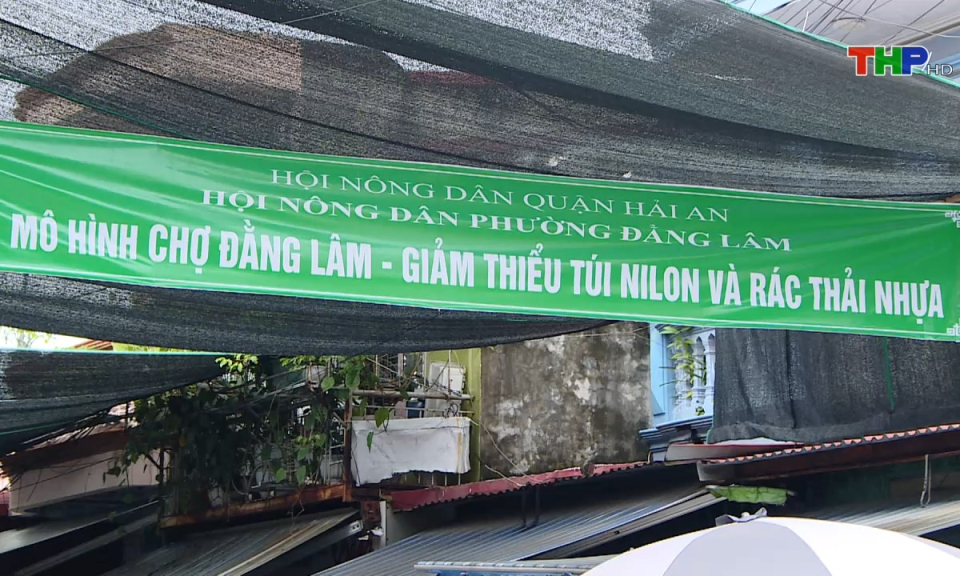 THP HD
HỘI NÔNG DÂN QUẬN HẢI AN
HỘI NÔNG DÂN PHƯỜNG ĐẰNG LÂM
MÔ HÌNH CHỢ ĐẰNG LÂM - GIẢM THIỂU TÚI NILON VÀ RÁC THẢI NHỰA